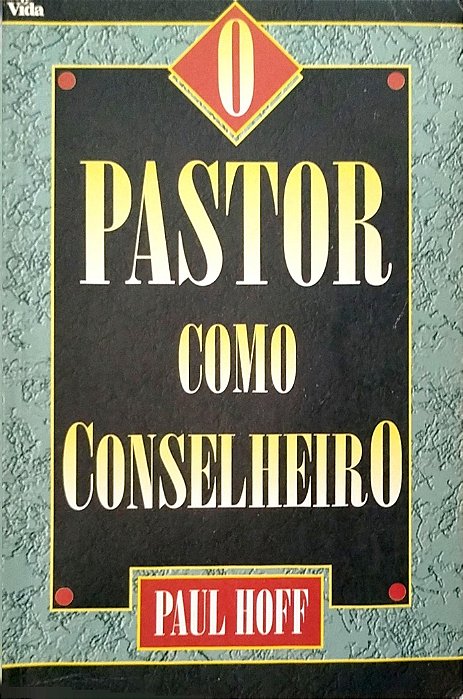 Vida
O
PASTOR
COMO
CONSELHEIRO
PAUL HOFF